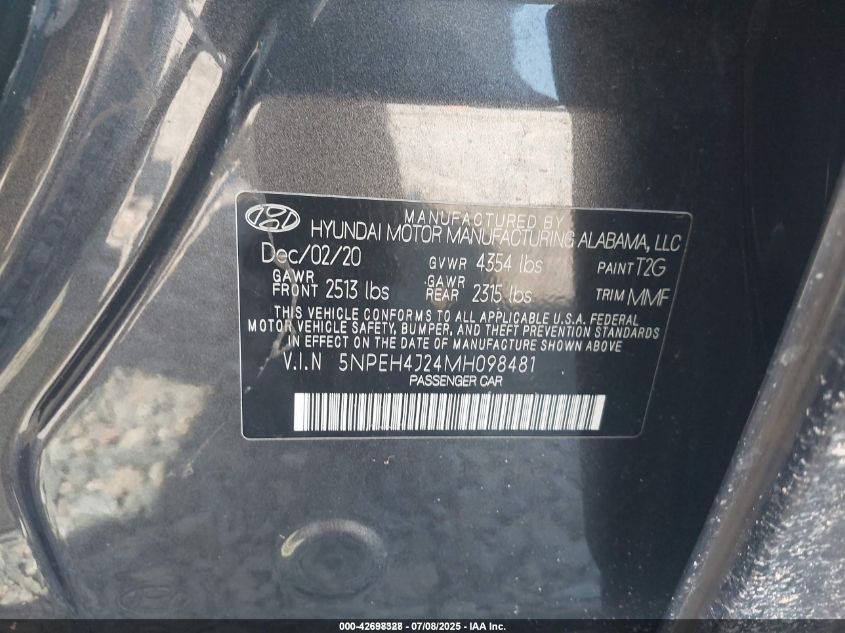 MANUFACTURED BY
HYUNDAI MOTOR MANUFACTURING ALABAMA, LLC
Dec/02/20 GVWR 4354 lbs PAINT T2G
GAWR FRONT 2513 lbs GAWR REAR 2315 lbs TRIM MMF
THIS VEHICLE CONFORMS TO ALL APPLICABLE U.S.A. FEDERAL
MOTOR VEHICLE SAFETY, BUMPER, AND THEFT PREVENTION STANDARDS
IN EFFECT ON THE DATE OF MANUFACTURE SHOWN ABOVE
V.I.N 5NPEH4J24MH098481
PASSENGER CAR
07/08/2025 - IAA Inc.